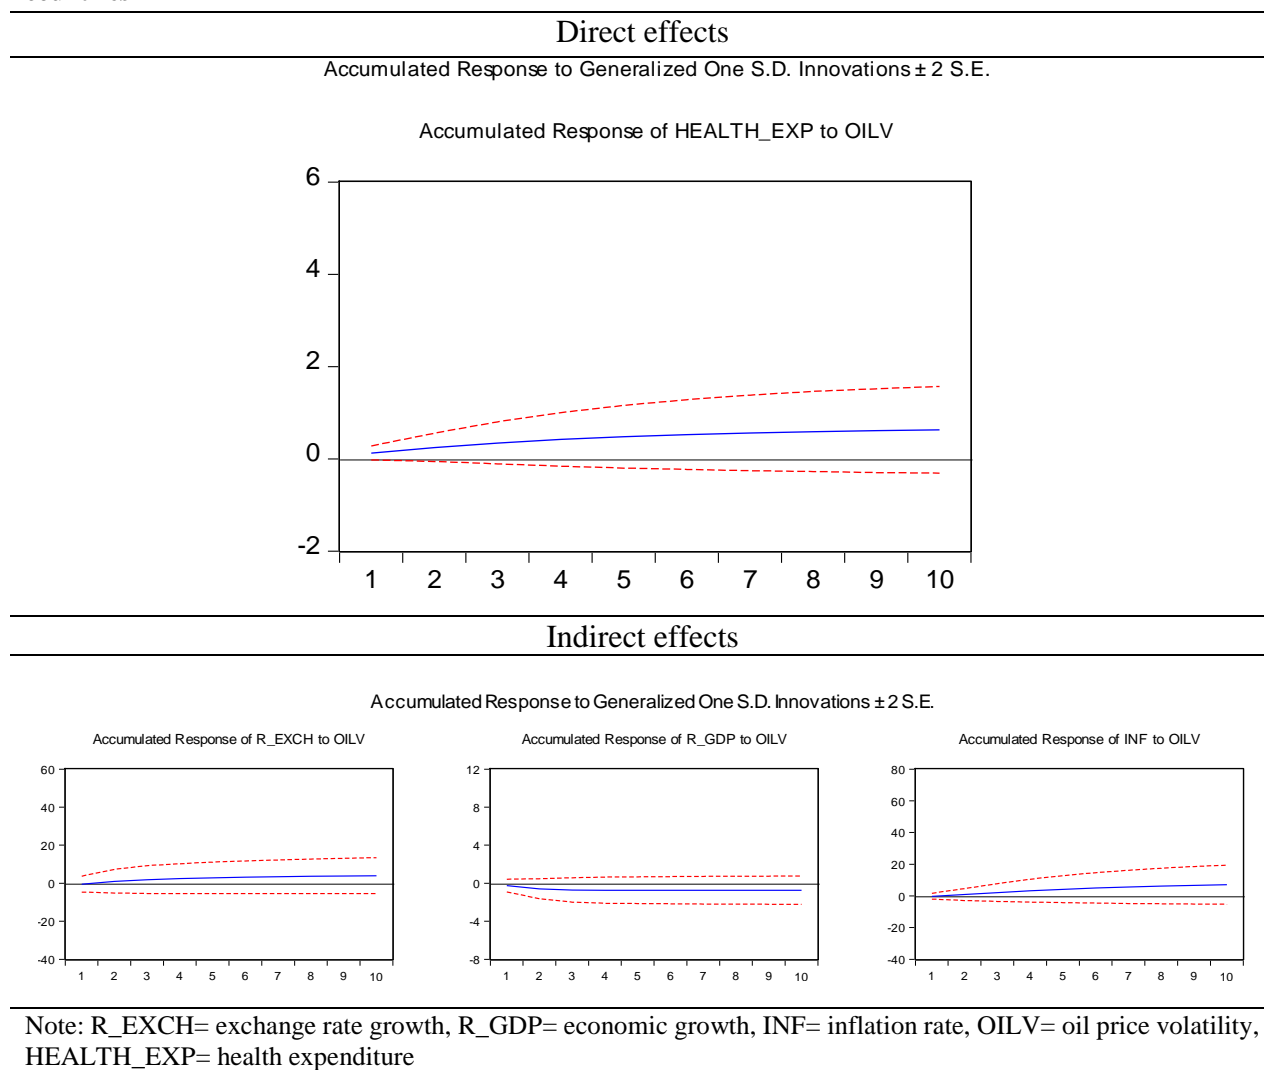 Direct effects
Accumulated Response to Generalized One S.D. Innovations ± 2 S.E.
Accumulated Response of HEALTH_EXP to OILV
6
4
2
0
-2
1 2 3 4 5 6 7 8 9 10
Indirect effects
Accumulated Response to Generalized One S.D. Innovations ± 2 S.E.
Accumulated Response of R_EXCH to OILV
60
40
20
0
-20
-40
1 2 3 4 5 6 7 8 9 10
Accumulated Response of R_GDP to OILV
12
8
4
0
-4
-8
1 2 3 4 5 6 7 8 9 10
Accumulated Response of INF to OILV
80
60
40
20
0
-20
-40
1 2 3 4 5 6 7 8 9 10
Note: R_EXCH= exchange rate growth, R_GDP= economic growth, INF= inflation rate, OILV= oil price volatility,
HEALTH_EXP= health expenditure